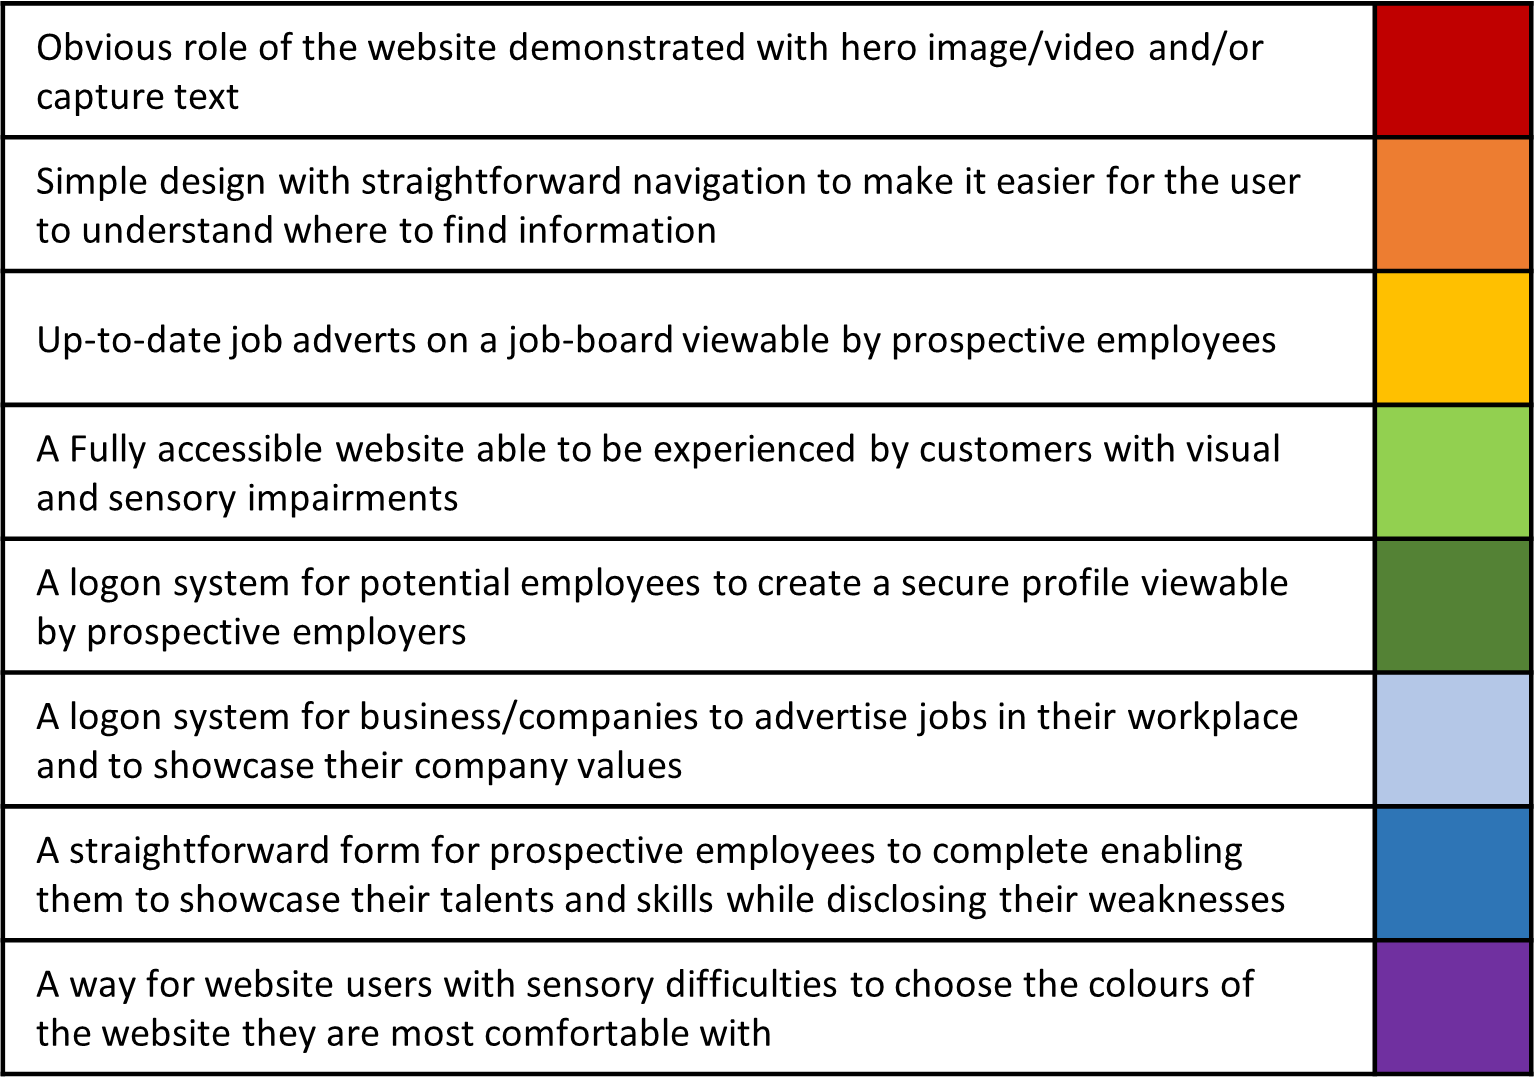 Obvious role of the website demonstrated with hero image/video and/or
capture text
Simple design with straightforward navigation to make it easier for the user
to understand where to find information
Up-to-date job adverts on a job-board viewable by prospective employees
A Fully accessible website able to be experienced by customers with visual
and sensory impairments
A logon system for potential employees to create a secure profile viewable
by prospective employers
A logon system for business/companies to advertise jobs in their workplace
and to showcase their company values
A straightforward form for prospective employees to complete enabling
them to showcase their talents and skills while disclosing their weaknesses
A way for website users with sensory difficulties to choose the colours of
the website they are most comfortable with